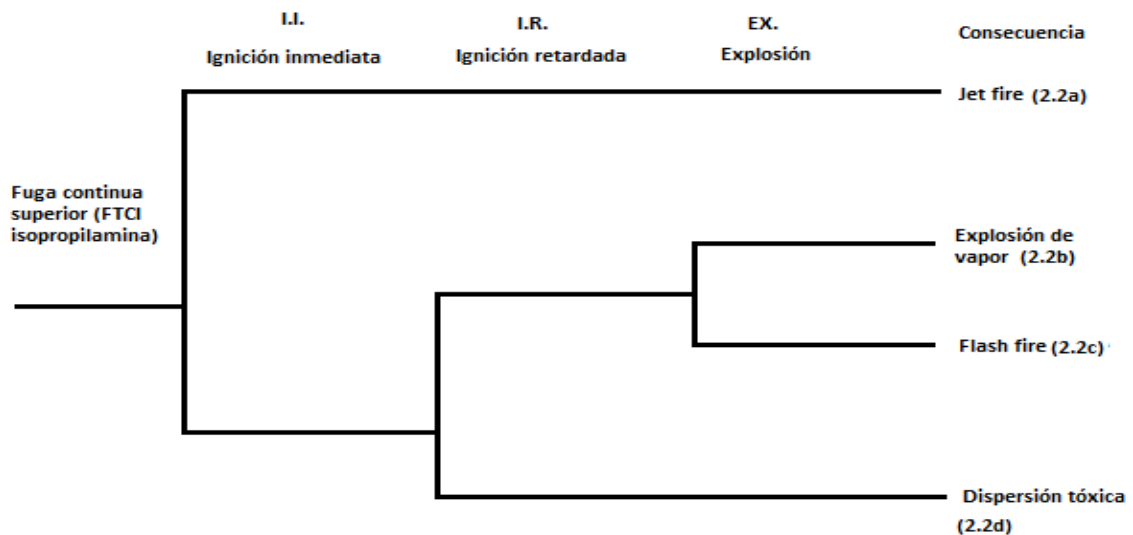 I.I.
Ignición inmediata
I.R.
Ignición retardada
EX.
Explosión
Consecuencia
Jet fire (2.2a)
Fuga continua
superior (FTCI
isopropilamina)
Explosión de
vapor (2.2b)
Flash fire (2.2c)
Dispersión tóxica
(2.2d)